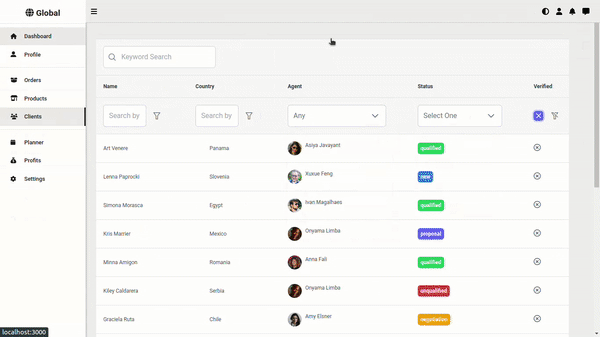 Global
Dashboard
Profile
Orders
Products
Clients
Planner
Profits
Settings
Keyword Search
Name Country Agent Status Verified
Search by Search by Any Select One
Art Venere Panama Asiya Javayant qualified
Lenna Paprocki Slovenia Xuxue Feng new
Simona Morasca Egypt Ivan Magalhaes qualified
Kris Marrier Mexico Onyama Limba proposal
Minna Amigon Romania Anna Fali qualified
Kiley Caldarera Serbia Onyama Limba unqualified
Graciela Ruta Chile Amy Elsner negotiation
localhost:3000